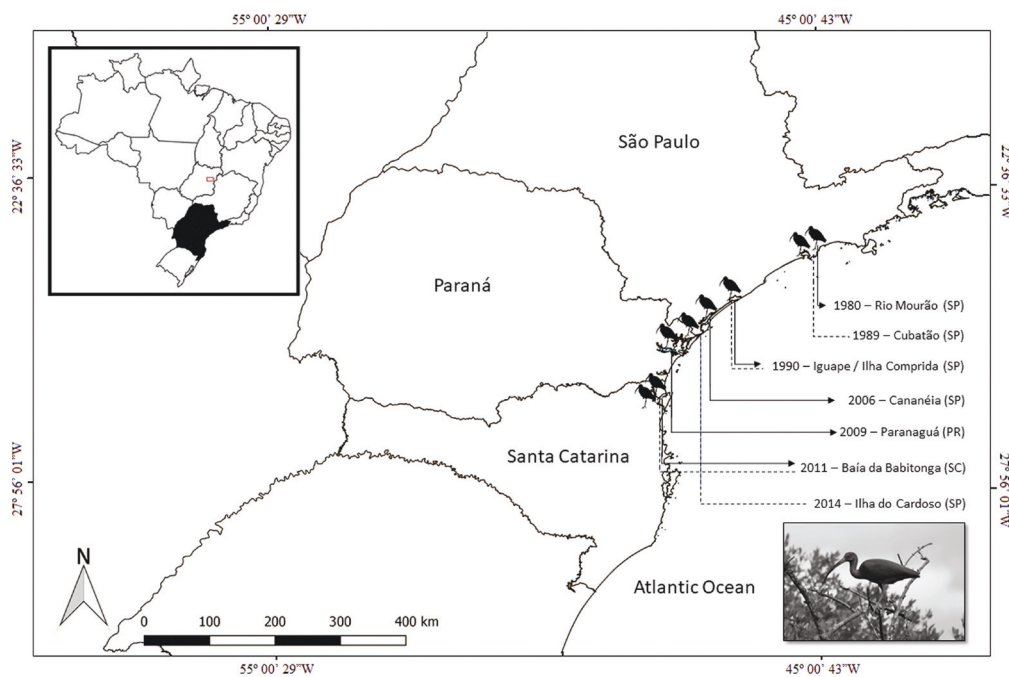 55° 00' 29"W
45° 00' 43"W
22° 36' 33"W
22° 36' 33"W
São Paulo
Paraná
1980 – Rio Mourão (SP)
1989 – Cubatão (SP)
1990 – Iguape / Ilha Comprida (SP)
2006 – Cananéia (SP)
2009 – Paranaguá (PR)
Santa Catarina
2011 – Baía da Babitonga (SC)
27° 56' 01"W
27° 56' 01"W
2014 – Ilha do Cardoso (SP)
N
Atlantic Ocean
0 100 200 300 400 km
55° 00' 29"W
45° 00' 43"W